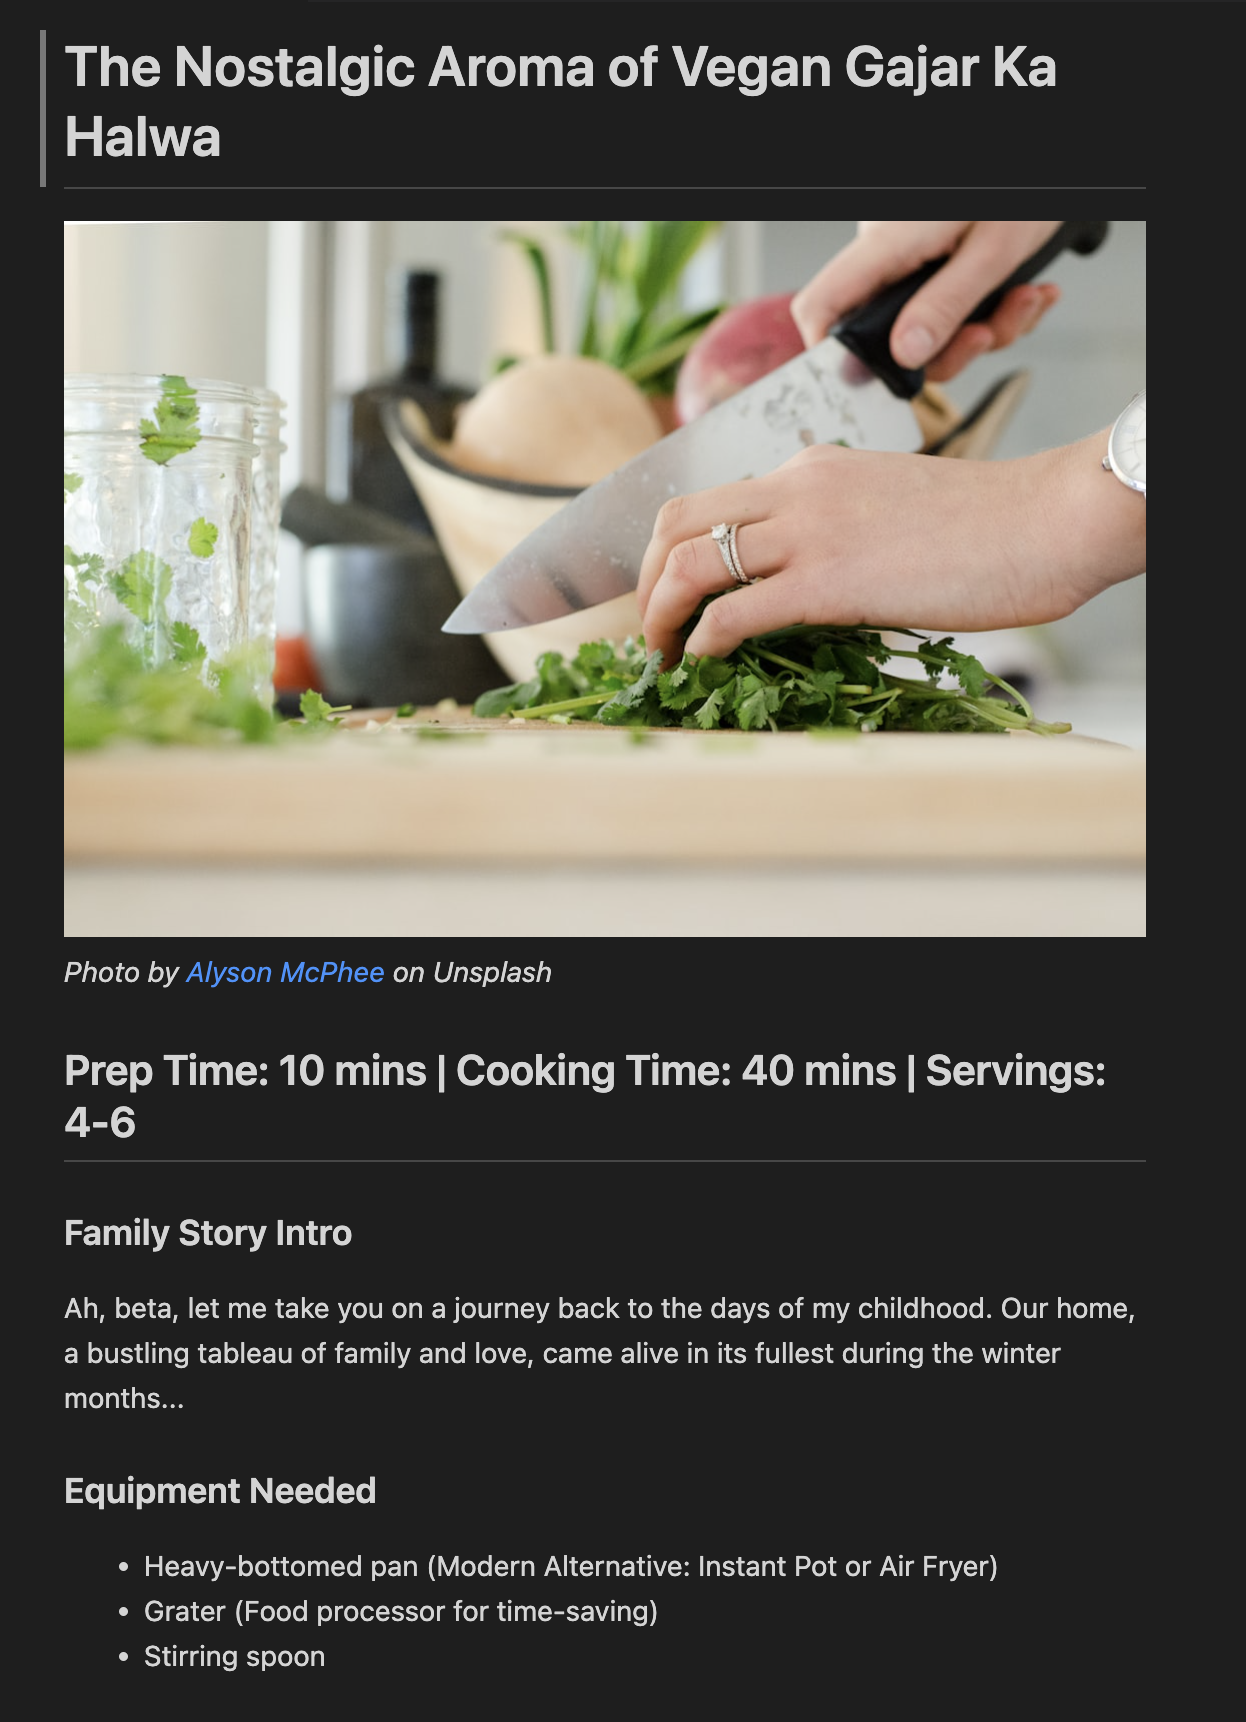 The Nostalgic Aroma of Vegan Gajar Ka
Halwa
Photo by Alyson McPhee on Unsplash
Prep Time: 10 mins | Cooking Time: 40 mins | Servings:
4-6
Family Story Intro
Ah, beta, let me take you on a journey back to the days of my childhood. Our home,
a bustling tableau of family and love, came alive in its fullest during the winter
months...
Equipment Needed
• Heavy-bottomed pan (Modern Alternative: Instant Pot or Air Fryer)
• Grater (Food processor for time-saving)
• Stirring spoon